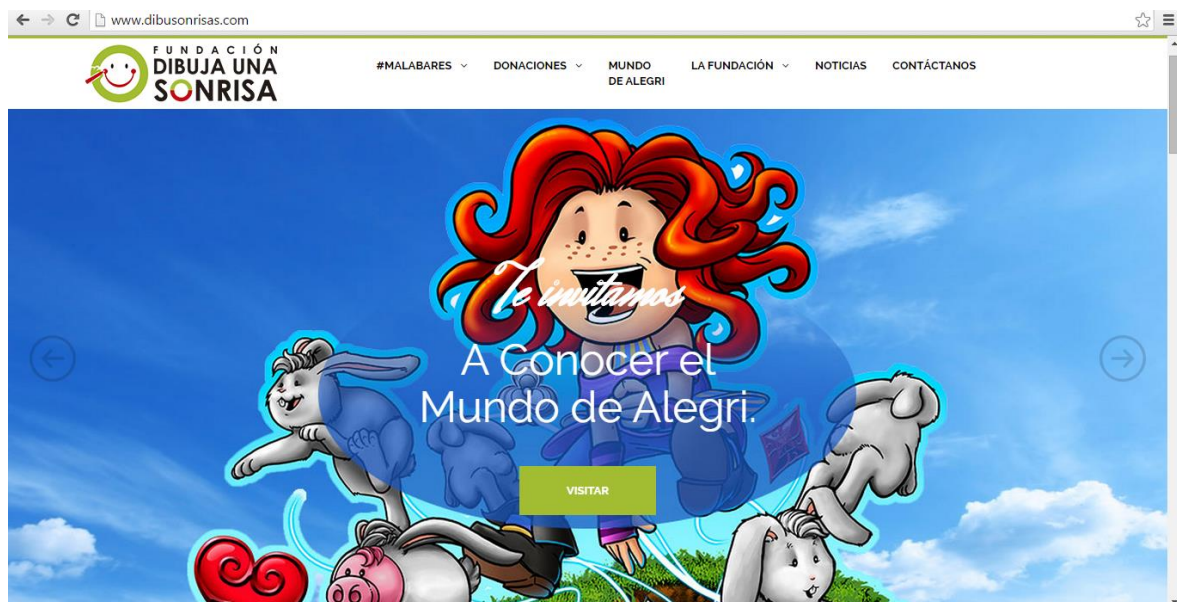 www.dibusonrisas.com
FUNDACIÓN
DIBUJA UNA
SONRISA
#MALABARES
DONACIONES
MUNDO
DE ALEGRI
LA FUNDACIÓN
NOTICIAS
CONTÁCTANOS
Te invitamos
A Conocer el
Mundo de Alegri.
VISITAR